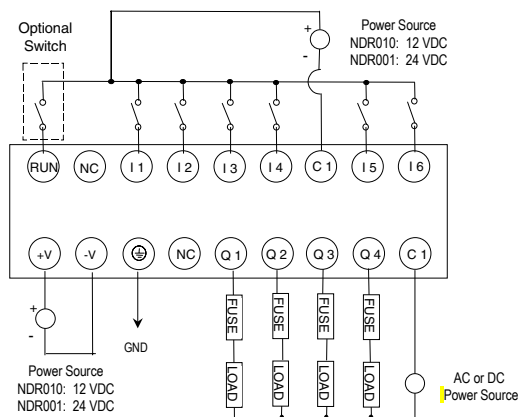 Optional
Switch
+
-
Power Source
NDR010: 12 VDC
NDR001: 24 VDC
RUN
NC
I 1
I 2
I 3
I 4
C 1
I 5
I 6
+V
-V
NC
Q 1
Q 2
Q 3
Q 4
C 1
+
-
GND
FUSE
FUSE
FUSE
FUSE
LOAD
LOAD
LOAD
LOAD
Power Source
NDR010: 12 VDC
NDR001: 24 VDC
AC or DC
Power Source